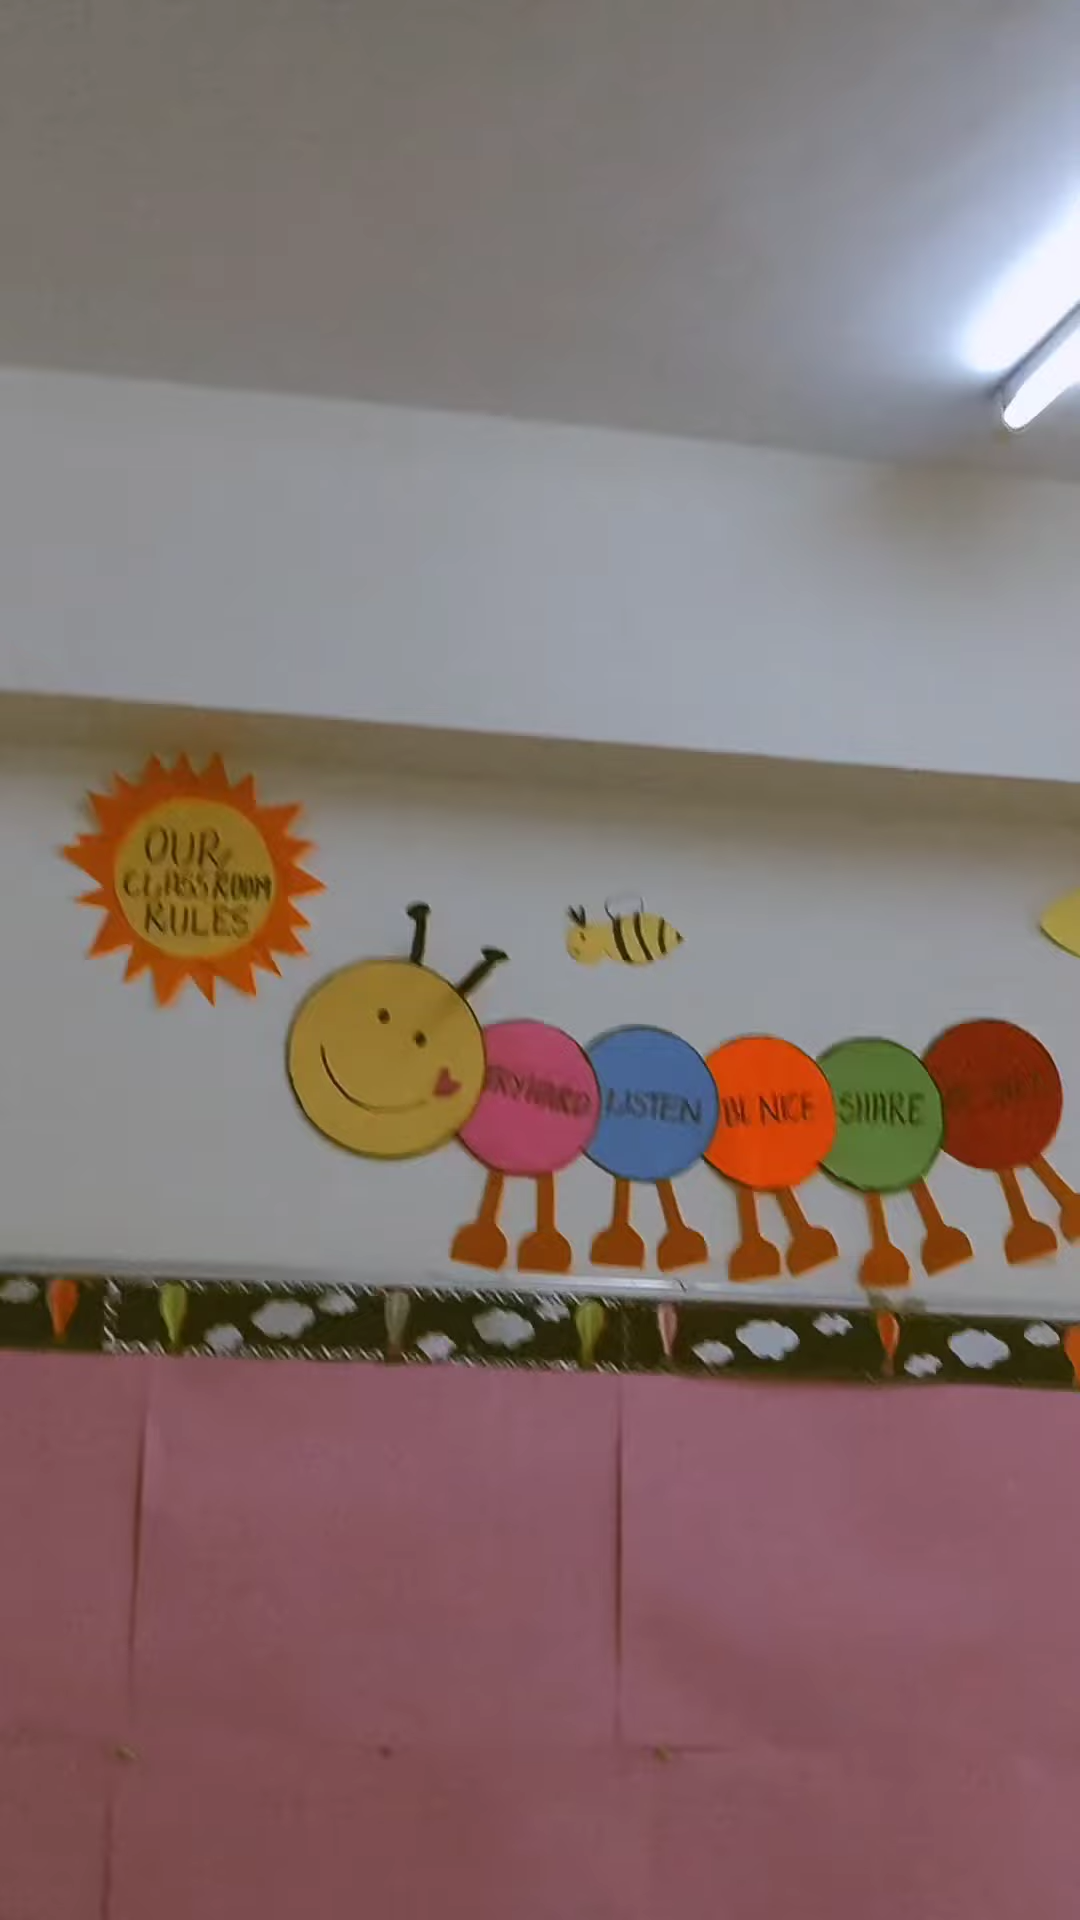 OUR
CLASSROOM
RULES
TRY HARD
LISTEN
BE NICE
SHARE